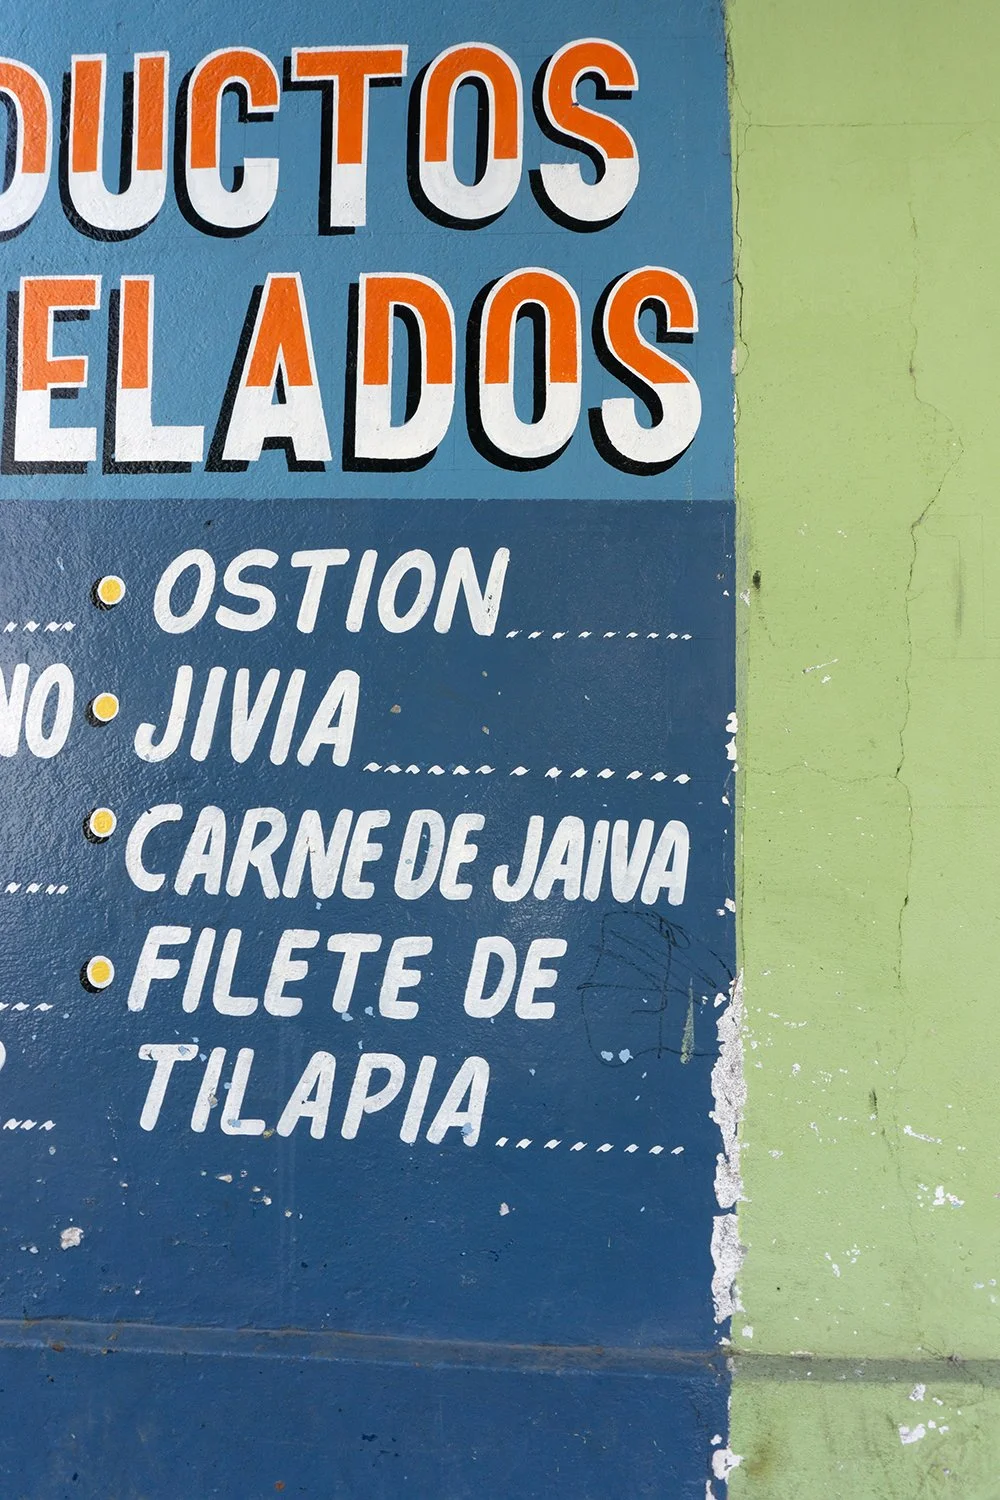 DUCTOS
ELADOS
OSTION
NO
JIVIA
CARNE DE JAIVA
FILETE DE
TILAPIA